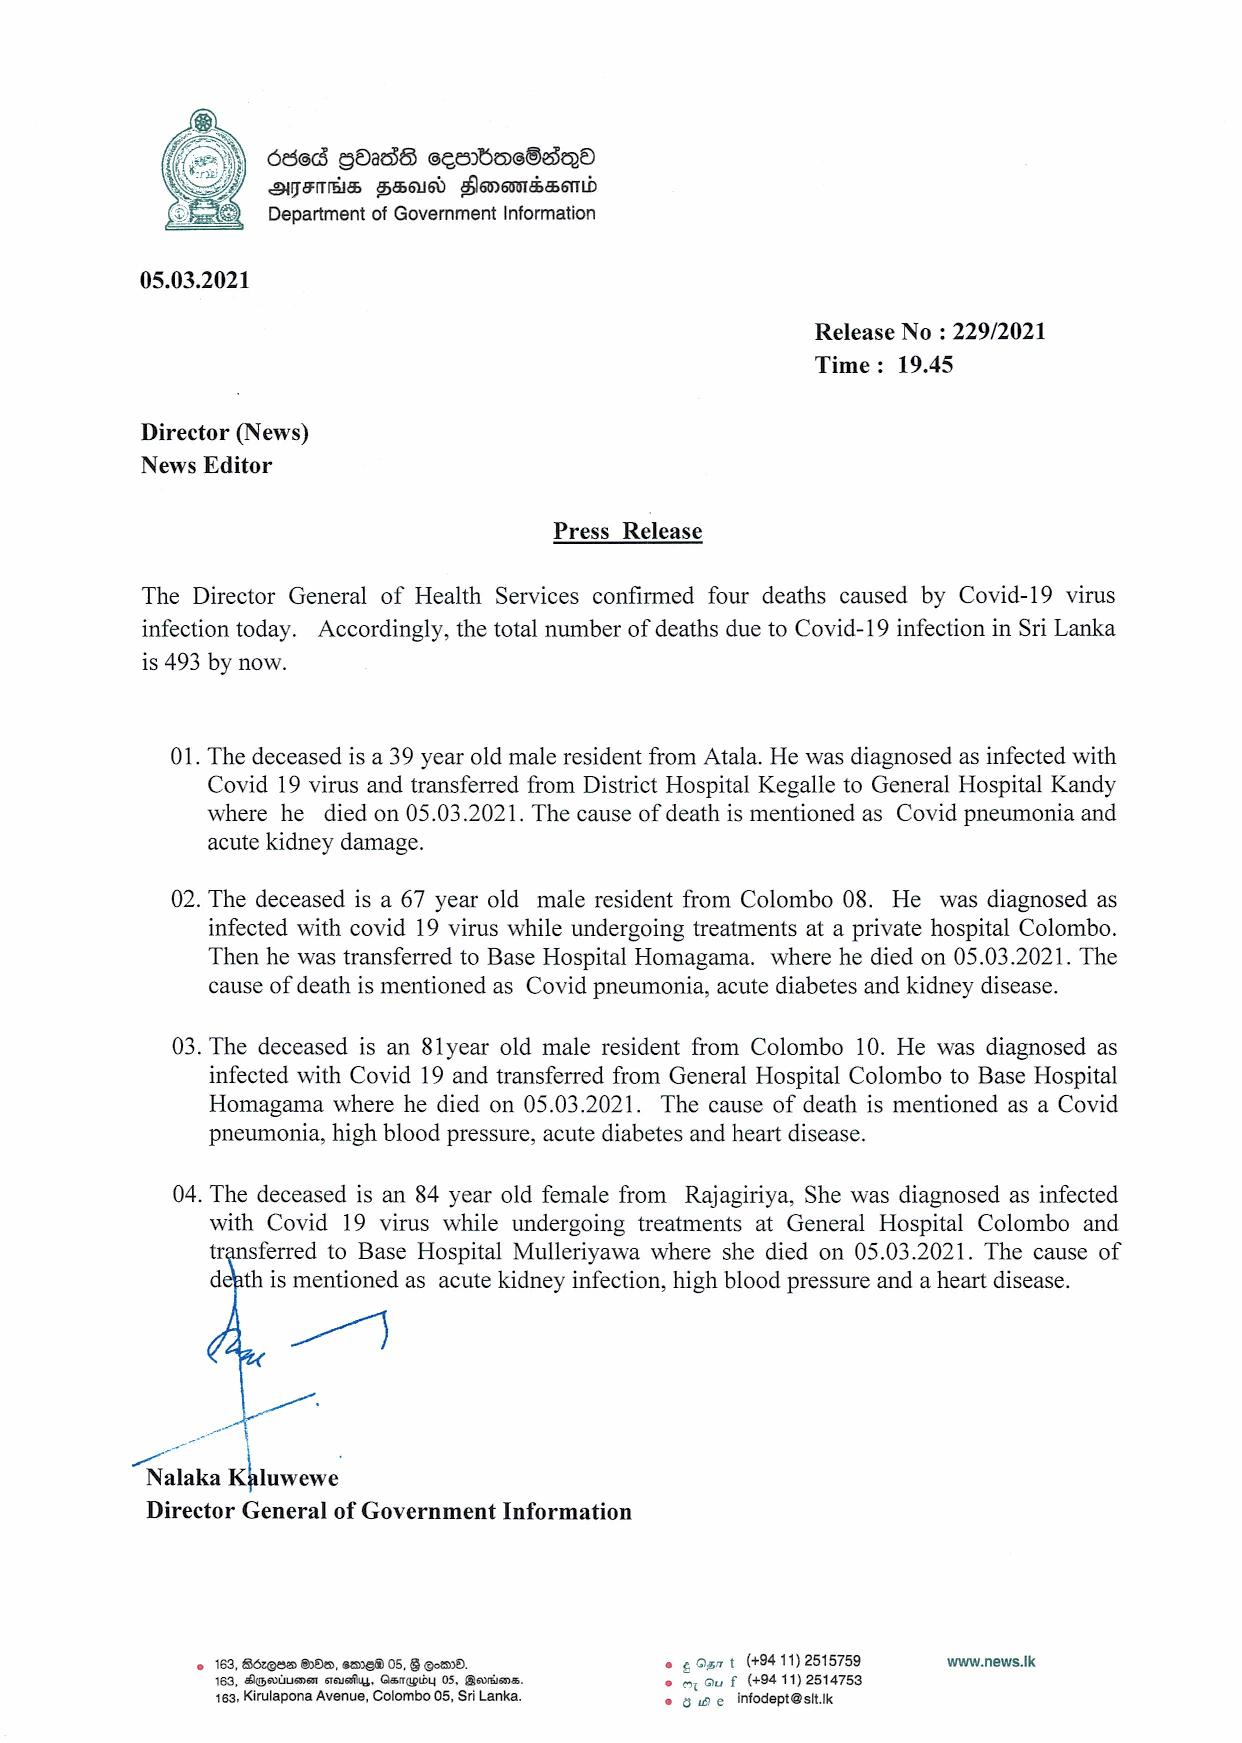 රජයේ ප්‍රවෘත්ති දෙපාර්තමේන්තුව
அரசாங்க தகவல் திணைக்களம்
Department of Government Information
05.03.2021
Release No : 229/2021
Time : 19.45
Director (News)
News Editor
Press Release
The Director General of Health Services confirmed four deaths caused by Covid-19 virus
infection today. Accordingly, the total number of deaths due to Covid-19 infection in Sri Lanka
is 493 by now.
01. The deceased is a 39 year old male resident from Atala. He was diagnosed as infected with
Covid 19 virus and transferred from District Hospital Kegalle to General Hospital Kandy
where he died on 05.03.2021. The cause of death is mentioned as Covid pneumonia and
acute kidney damage.
02. The deceased is a 67 year old male resident from Colombo 08. He was diagnosed as
infected with covid 19 virus while undergoing treatments at a private hospital Colombo.
Then he was transferred to Base Hospital Homagama. where he died on 05.03.2021. The
cause of death is mentioned as Covid pneumonia, acute diabetes and kidney disease.
03. The deceased is an 81year old male resident from Colombo 10. He was diagnosed as
infected with Covid 19 and transferred from General Hospital Colombo to Base Hospital
Homagama where he died on 05.03.2021. The cause of death is mentioned as a Covid
pneumonia, high blood pressure, acute diabetes and heart disease.
04. The deceased is an 84 year old female from Rajagiriya, She was diagnosed as infected
with Covid 19 virus while undergoing treatments at General Hospital Colombo and
transferred to Base Hospital Mulleriyawa where she died on 05.03.2021. The cause of
death is mentioned as acute kidney infection, high blood pressure and a heart disease.
Nalaka Kaluwewe
Director General of Government Information
163, කිරුලපන මාවත, කොළඹ 05, ශ්‍රී ලංකාව.
163, கிருலப்பனை எவனியூ, கொழும்பு 05, இலங்கை.
163, Kirulapona Avenue, Colombo 05, Sri Lanka.
දු தொ t (+94 11) 2515759
ෆැ பெ f (+94 11) 2514753
ඊ மி e infodept@slt.lk
www.news.lk